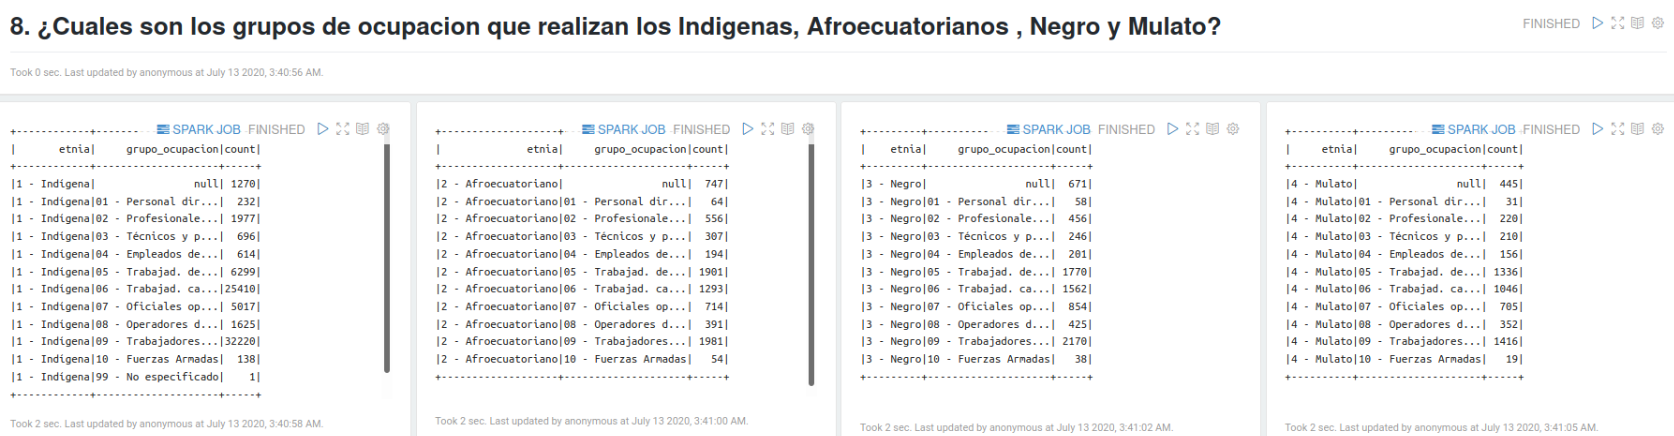 8. ¿Cuales son los grupos de ocupacion que realizan los Indigenas, Afroecuatorianos , Negro y Mulato?
FINISHED
Took 0 sec. Last updated by anonymous at July 13 2020, 3:40:56 AM.
SPARK JOB FINISHED
+------------+-------
|       etnia|     grupo_ocupacion|count|
+------------+--------------------+-----+
|1 - Indigena|                null| 1270|
|1 - Indigena|01 - Personal dir...|  232|
|1 - Indigena|02 - Profesionale...| 1977|
|1 - Indigena|03 - Técnicos y p...|  696|
|1 - Indigena|04 - Empleados de...|  614|
|1 - Indigena|05 - Trabajad. de...| 6299|
|1 - Indigena|06 - Trabajad. ca...|25410|
|1 - Indigena|07 - Oficiales op...| 5017|
|1 - Indigena|08 - Operadores d...| 1625|
|1 - Indigena|09 - Trabajadores...|32220|
|1 - Indigena|10 - Fuerzas Armadas|  138|
|1 - Indigena|99 - No especificado|    1|
+------------+--------------------+-----+
Took 2 sec. Last updated by anonymous at July 13 2020, 3:40:58 AM.
SPARK JOB FINISHED
+-------------------+
|              etnia|     grupo_ocupacion|count|
+-------------------+--------------------+-----+
|2 - Afroecuatoriano|                null|  747|
|2 - Afroecuatoriano|01 - Personal dir...|   64|
|2 - Afroecuatoriano|02 - Profesionale...|  556|
|2 - Afroecuatoriano|03 - Técnicos y p...|  307|
|2 - Afroecuatoriano|04 - Empleados de...|  194|
|2 - Afroecuatoriano|05 - Trabajad. de...| 1901|
|2 - Afroecuatoriano|06 - Trabajad. ca...| 1293|
|2 - Afroecuatoriano|07 - Oficiales op...|  714|
|2 - Afroecuatoriano|08 - Operadores d...|  391|
|2 - Afroecuatoriano|09 - Trabajadores...| 1981|
|2 - Afroecuatoriano|10 - Fuerzas Armadas|   54|
+-------------------+--------------------+-----+
Took 2 sec. Last updated by anonymous at July 13 2020, 3:41:00 AM.
SPARK JOB FINISHED
+---------+-------------
|    etnia|     grupo_ocupacion|count|
+---------+--------------------+-----+
|3 - Negro|                null|  671|
|3 - Negro|01 - Personal dir...|   58|
|3 - Negro|02 - Profesionale...|  456|
|3 - Negro|03 - Técnicos y p...|  246|
|3 - Negro|04 - Empleados de...|  201|
|3 - Negro|05 - Trabajad. de...| 1770|
|3 - Negro|06 - Trabajad. ca...| 1562|
|3 - Negro|07 - Oficiales op...|  854|
|3 - Negro|08 - Operadores d...|  425|
|3 - Negro|09 - Trabajadores...| 2170|
|3 - Negro|10 - Fuerzas Armadas|   38|
+---------+--------------------+-----+
Took 2 sec. Last updated by anonymous at July 13 2020, 3:41:02 AM.
SPARK JOB FINISHED
+----------+---------
|     etnia|     grupo_ocupacion|count|
+----------+--------------------+-----+
|4 - Mulato|                null|  445|
|4 - Mulato|01 - Personal dir...|   31|
|4 - Mulato|02 - Profesionale...|  220|
|4 - Mulato|03 - Técnicos y p...|  210|
|4 - Mulato|04 - Empleados de...|  156|
|4 - Mulato|05 - Trabajad. de...| 1336|
|4 - Mulato|06 - Trabajad. ca...| 1046|
|4 - Mulato|07 - Oficiales op...|  705|
|4 - Mulato|08 - Operadores d...|  352|
|4 - Mulato|09 - Trabajadores...| 1416|
|4 - Mulato|10 - Fuerzas Armadas|   19|
+----------+--------------------+-----+
Took 2 sec. Last updated by anonymous at July 13 2020, 3:41:05 AM.